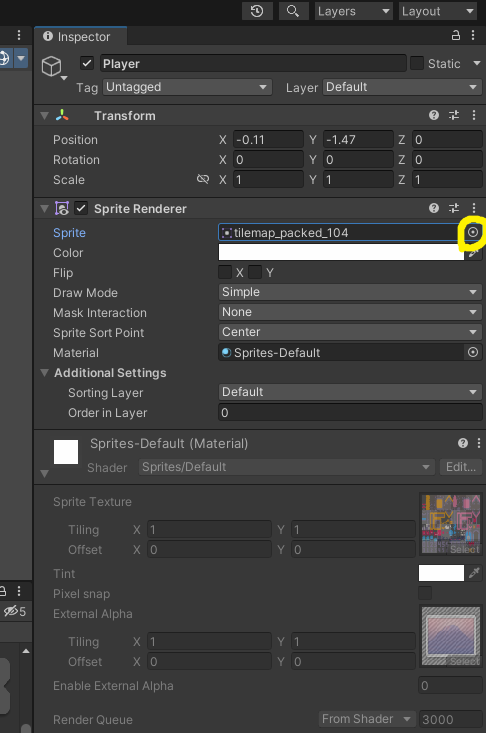 Layers Layout
Inspector
Player Static
Tag Untagged Layer Default
Transform
Position X -0.11 Y -1.47 Z 0
Rotation X 0 Y 0 Z 0
Scale X 1 Y 1 Z 1
Sprite Renderer
Sprite tilemap_packed_104
Color
Flip X Y
Draw Mode Simple
Mask Interaction None
Sprite Sort Point Center
Material Sprites-Default
Additional Settings
Sorting Layer Default
Order in Layer 0
Sprites-Default (Material)
Shader Sprites/Default Edit...
Sprite Texture
Tiling X 1 Y 1
Offset X 0 Y 0
Select
Tint
Pixel snap
5
External Alpha
Tiling X 1 Y 1
Offset X 0 Y 0
Select
Enable External Alpha 0
Render Queue From Shader 3000